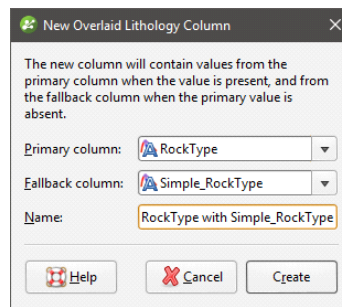 New Overlaid Lithology Column
The new column will contain values from the
primary column when the value is present, and from
the fallback column when the primary value is
absent.
Primary column: RockType
Fallback column: Simple_RockType
Name: RockType with Simple_RockType
Help Cancel Create